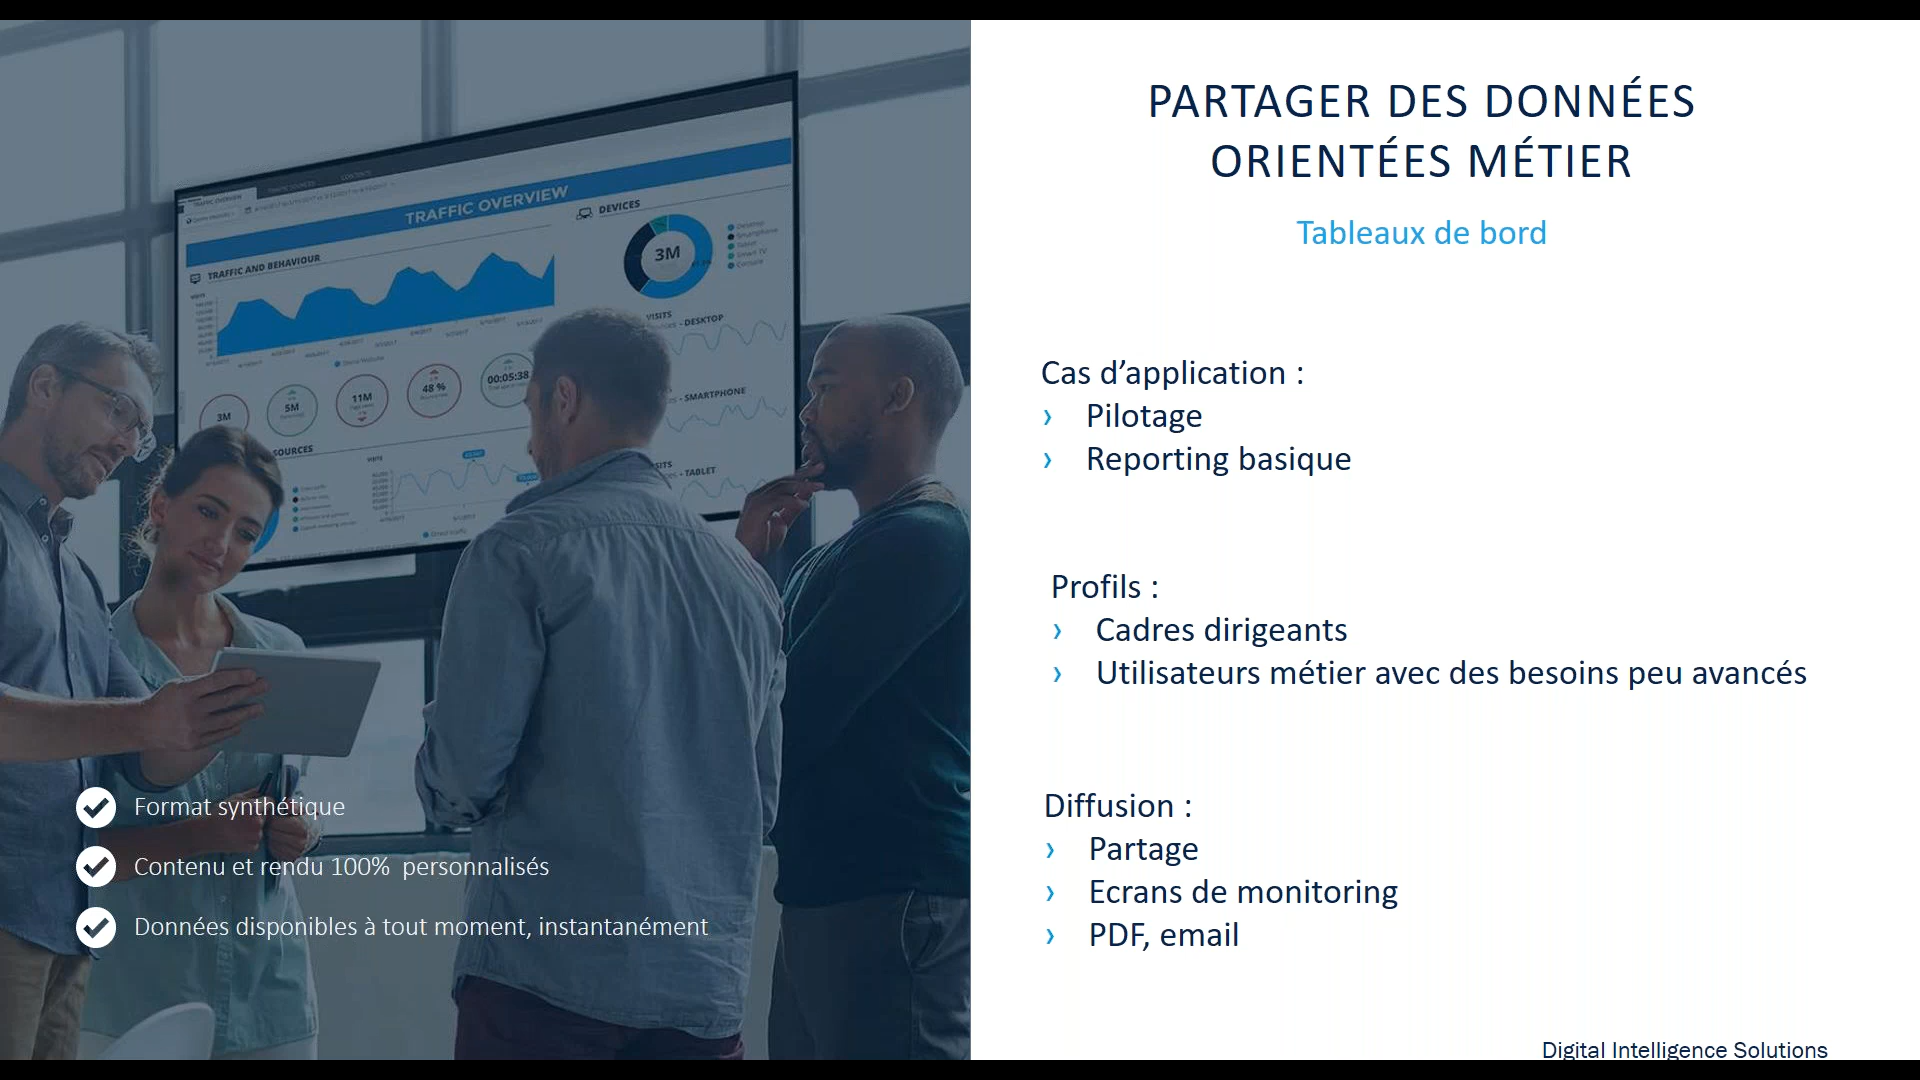 PARTAGER DES DONNÉES
ORIENTÉES MÉTIER
Tableaux de bord
Cas d’application :
› Pilotage
› Reporting basique
Profils :
› Cadres dirigeants
› Utilisateurs métier avec des besoins peu avancés
Diffusion :
› Partage
› Ecrans de monitoring
› PDF, email
Digital Intelligence Solutions
TRAFFIC OVERVIEW
TRAFFIC AND BEHAVIOUR
DEVICES
3M
VISITS
- DESKTOP
3M
5M
11M
48 %
00:05:38
- SMARTPHONE
SOURCES
- TABLET
Format synthétique
Contenu et rendu 100% personnalisés
Données disponibles à tout moment, instantanément